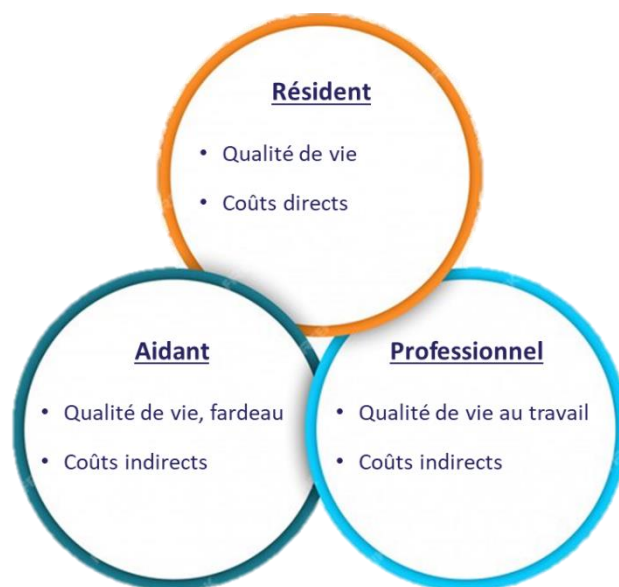 Résident
• Qualité de vie
• Coûts directs
Aidant
• Qualité de vie, fardeau
• Coûts indirects
Professionnel
• Qualité de vie au travail
• Coûts indirects